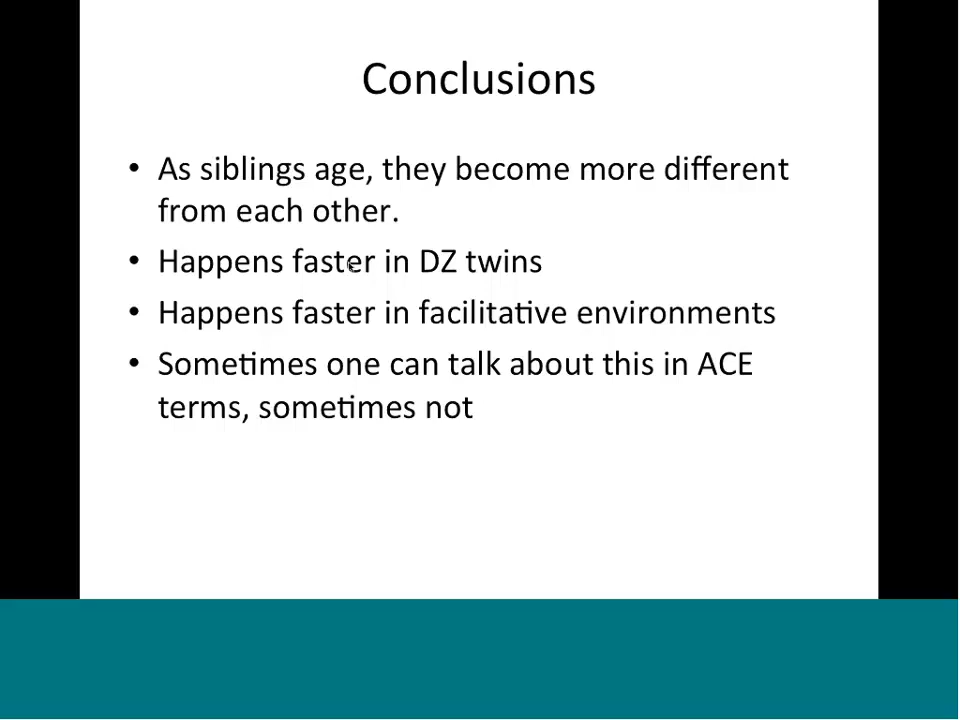 Conclusions
• As siblings age, they become more different
from each other.
• Happens faster in DZ twins
• Happens faster in facilitative environments
• Sometimes one can talk about this in ACE
terms, sometimes not